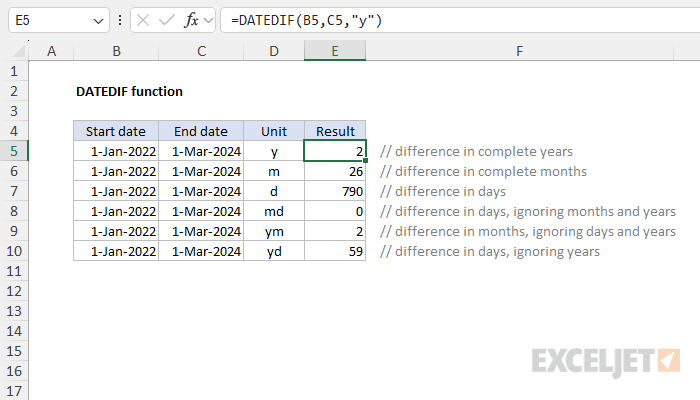 E5 fx =DATEDIF(B5,C5,"y")
A B C D E F
1
2 DATEDIF function
3
4 Start date End date Unit Result
5 1-Jan-2022 1-Mar-2024 y 2 // difference in complete years
6 1-Jan-2022 1-Mar-2024 m 26 // difference in complete months
7 1-Jan-2022 1-Mar-2024 d 790 // difference in days
8 1-Jan-2022 1-Mar-2024 md 0 // difference in days, ignoring months and years
9 1-Jan-2022 1-Mar-2024 ym 2 // difference in months, ignoring days and years
10 1-Jan-2022 1-Mar-2024 yd 59 // difference in days, ignoring years
11
12
13
14
15 EXCELJET
16
17